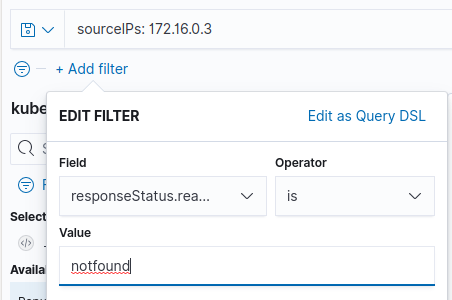 sourceIPs: 172.16.0.3
+ Add filter
kube
EDIT FILTER
Edit as Query DSL
Field
Operator
responseStatus.rea...
is
Value
notfound
S
F
Select
Availa